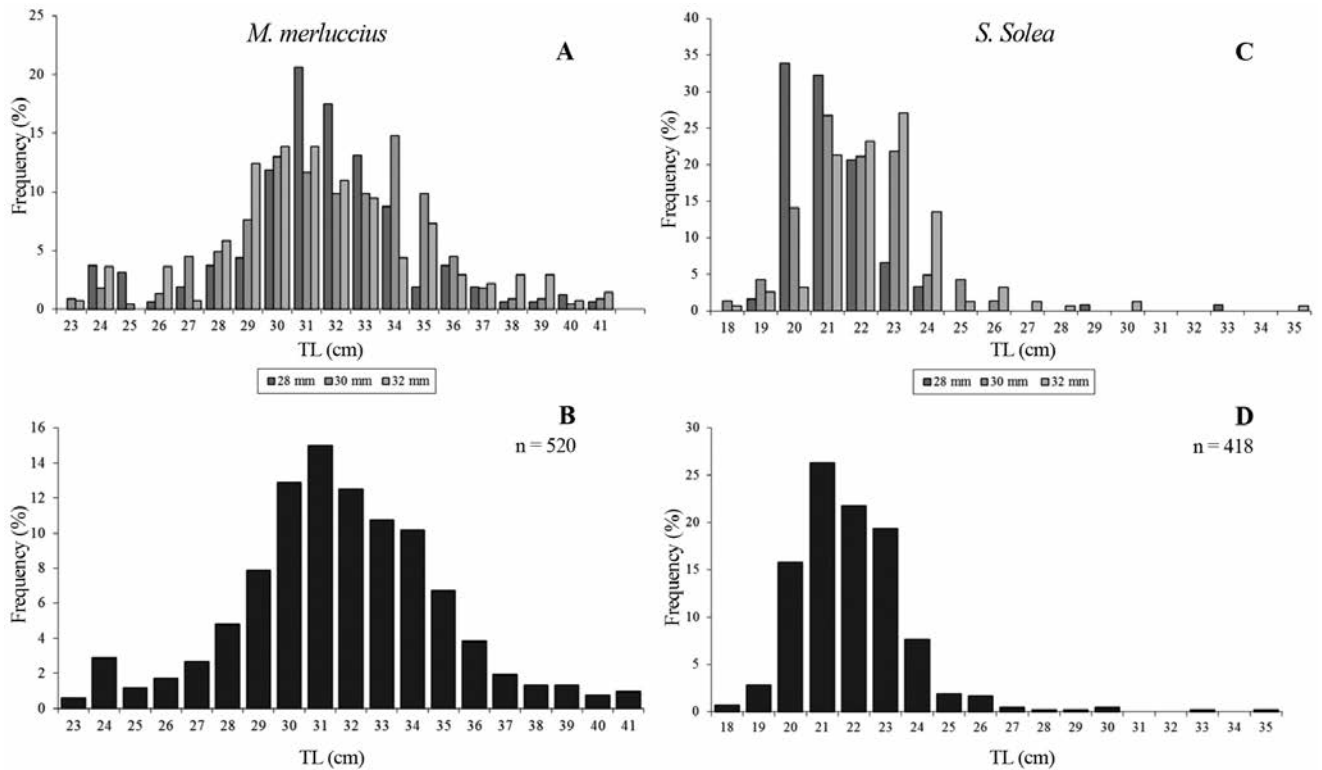 M. merluccius
A
Frequency (%)
25
20
15
10
5
0
23 24 25 26 27 28 29 30 31 32 33 34 35 36 37 38 39 40 41
TL (cm)
28 mm 30 mm 32 mm
S. Solea
C
Frequency (%)
40
35
30
25
20
15
10
5
0
18 19 20 21 22 23 24 25 26 27 28 29 30 31 32 33 34 35
TL (cm)
28 mm 30 mm 32 mm
B
n = 520
Frequency (%)
16
14
12
10
8
6
4
2
0
23 24 25 26 27 28 29 30 31 32 33 34 35 36 37 38 39 40 41
TL (cm)
D
n = 418
Frequency (%)
30
25
20
15
10
5
0
18 19 20 21 22 23 24 25 26 27 28 29 30 31 32 33 34 35
TL (cm)